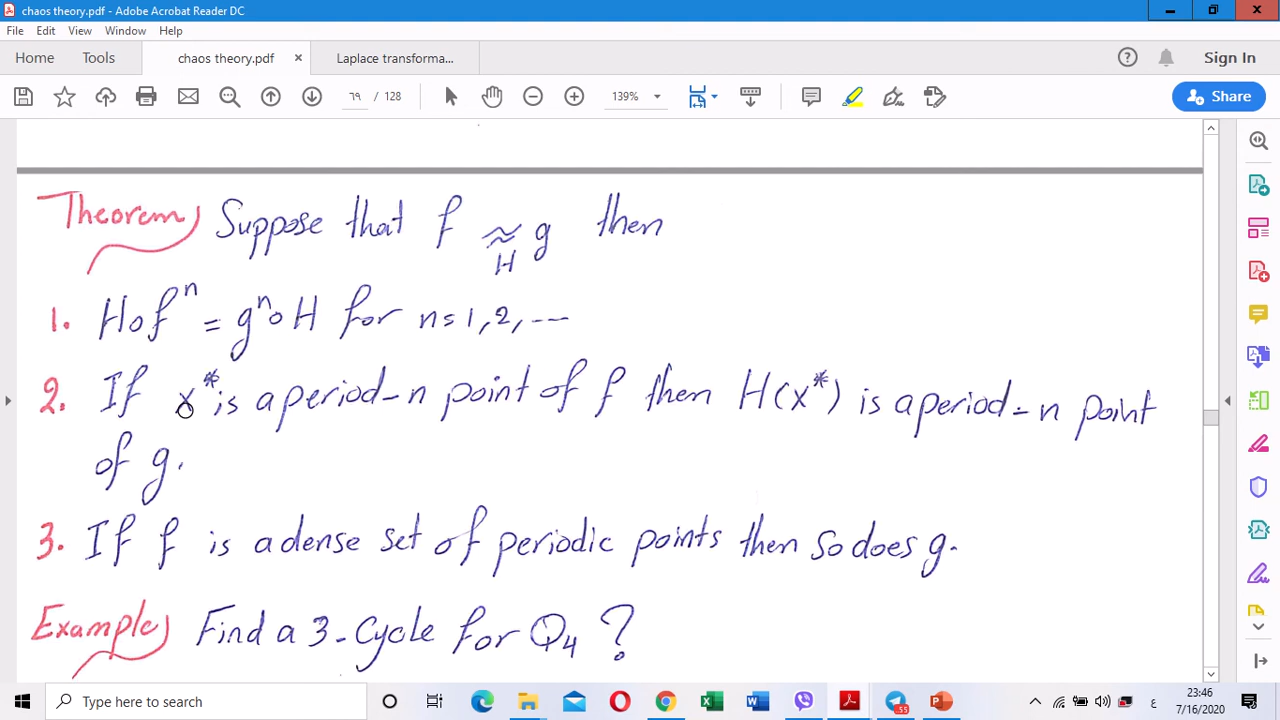 chaos theory.pdf - Adobe Acrobat Reader DC
File Edit View Window Help
Home Tools chaos theory.pdf × Laplace transforma... Sign In
٦٩ / 128 139% Share
Theorem) Suppose that f ≈ g then
H
1. Hof^n = g^n o H for n=1,2,---
2. If x* is a period-n point of f then H(x*) is a period-n point
of g.
3. If f is a dense set of periodic points then so does g.
Example) Find a 3-cycle for Q₄ ?
Type here to search
.ss
ع 23:46
7/16/2020